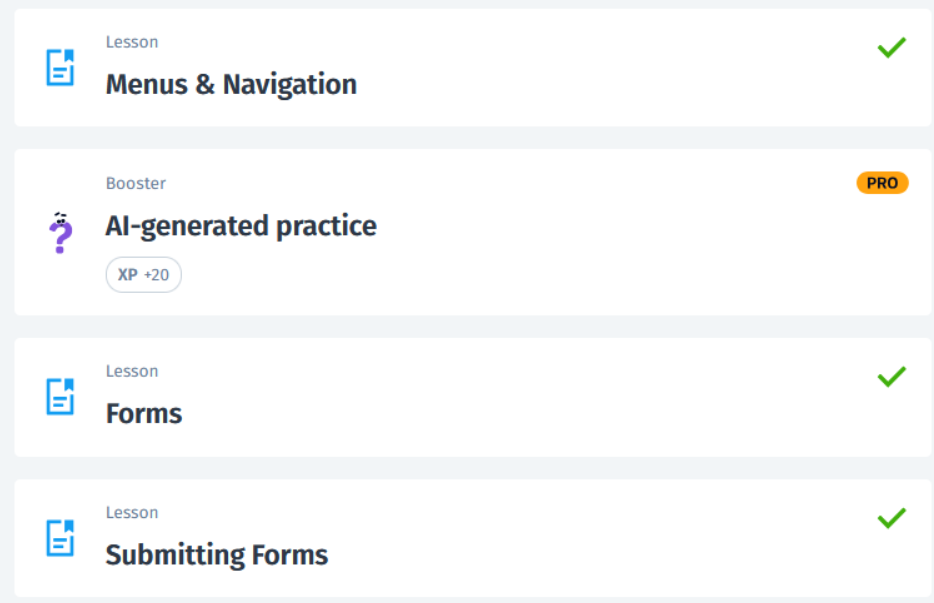 Lesson
Menus & Navigation
Booster
PRO
AI-generated practice
XP +20
Lesson
Forms
Lesson
Submitting Forms